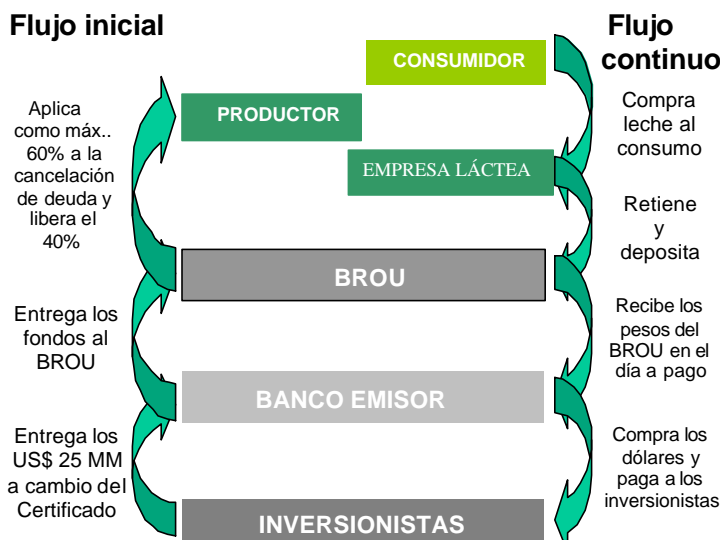 Flujo inicial
Flujo
continuo
CONSUMIDOR
PRODUCTOR
EMPRESA LÁCTEA
BROU
BANCO EMISOR
INVERSIONISTAS
Aplica
como máx..
60% a la
cancelación
de deuda y
libera el
40%
Entrega los
fondos al
BROU
Entrega los
US$ 25 MM
a cambio del
Certificado
Compra
leche al
consumo
Retiene
y
deposita
Recibe los
pesos del
BROU en el
día a pago
Compra los
dólares y
paga a los
inversionistas